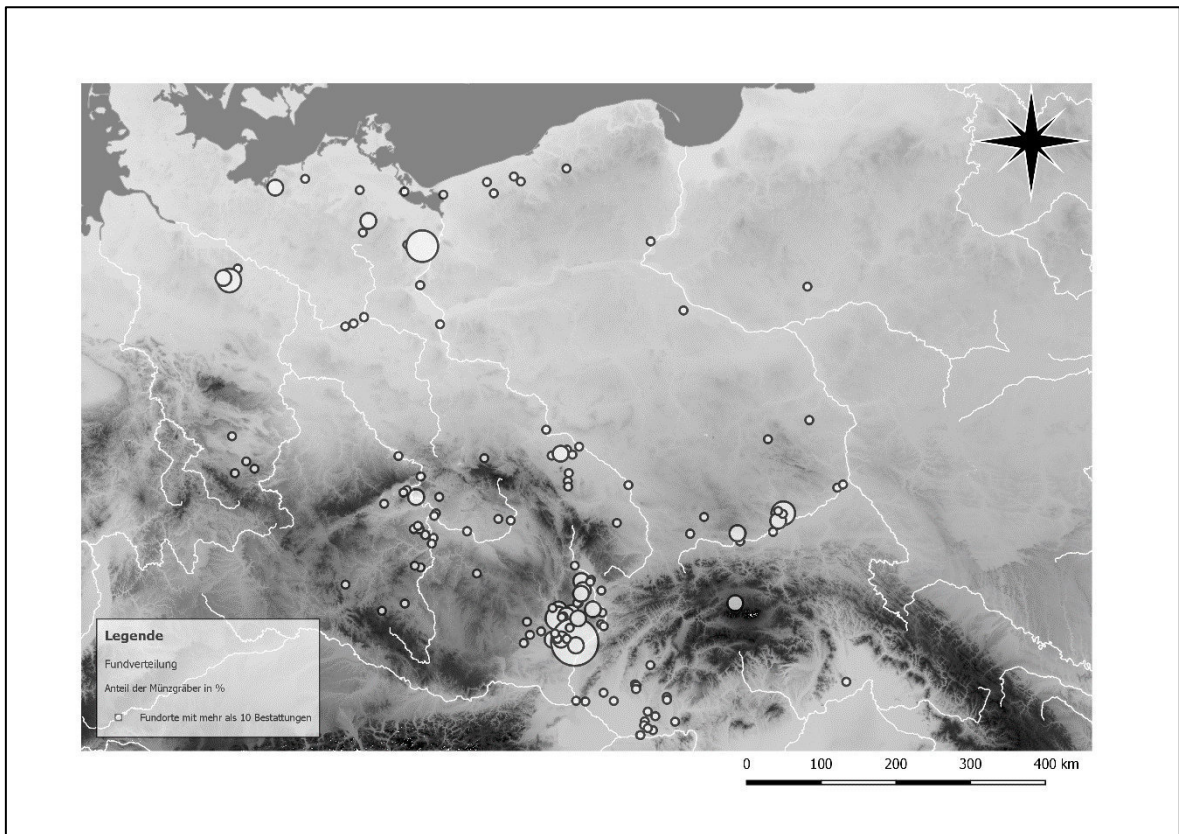 Legende
Fundverteilung
Anteil der Münzgräber in %
Fundorte mit mehr als 10 Bestattungen
0 100 200 300 400 km